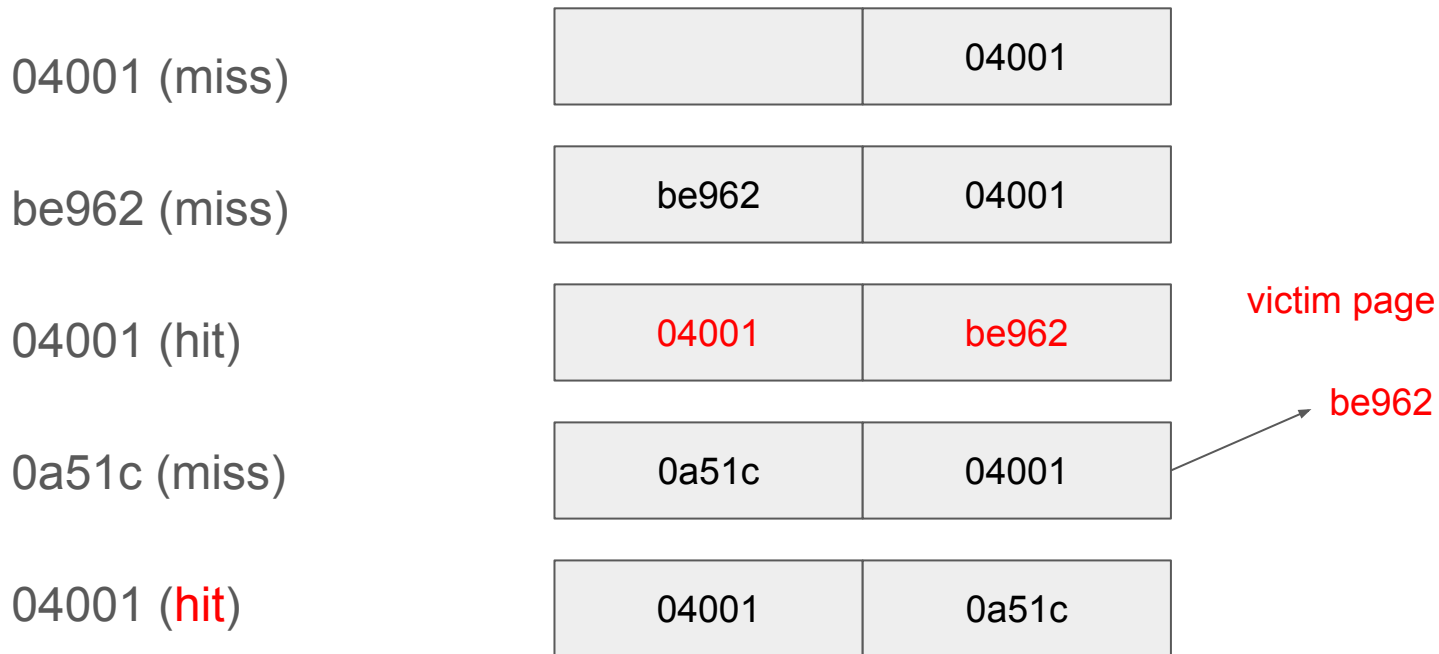 04001 (miss)
04001
be962 (miss)
be962 04001
04001 (hit)
04001 be962
victim page
be962
0a51c (miss)
0a51c 04001
04001 (hit)
04001 0a51c